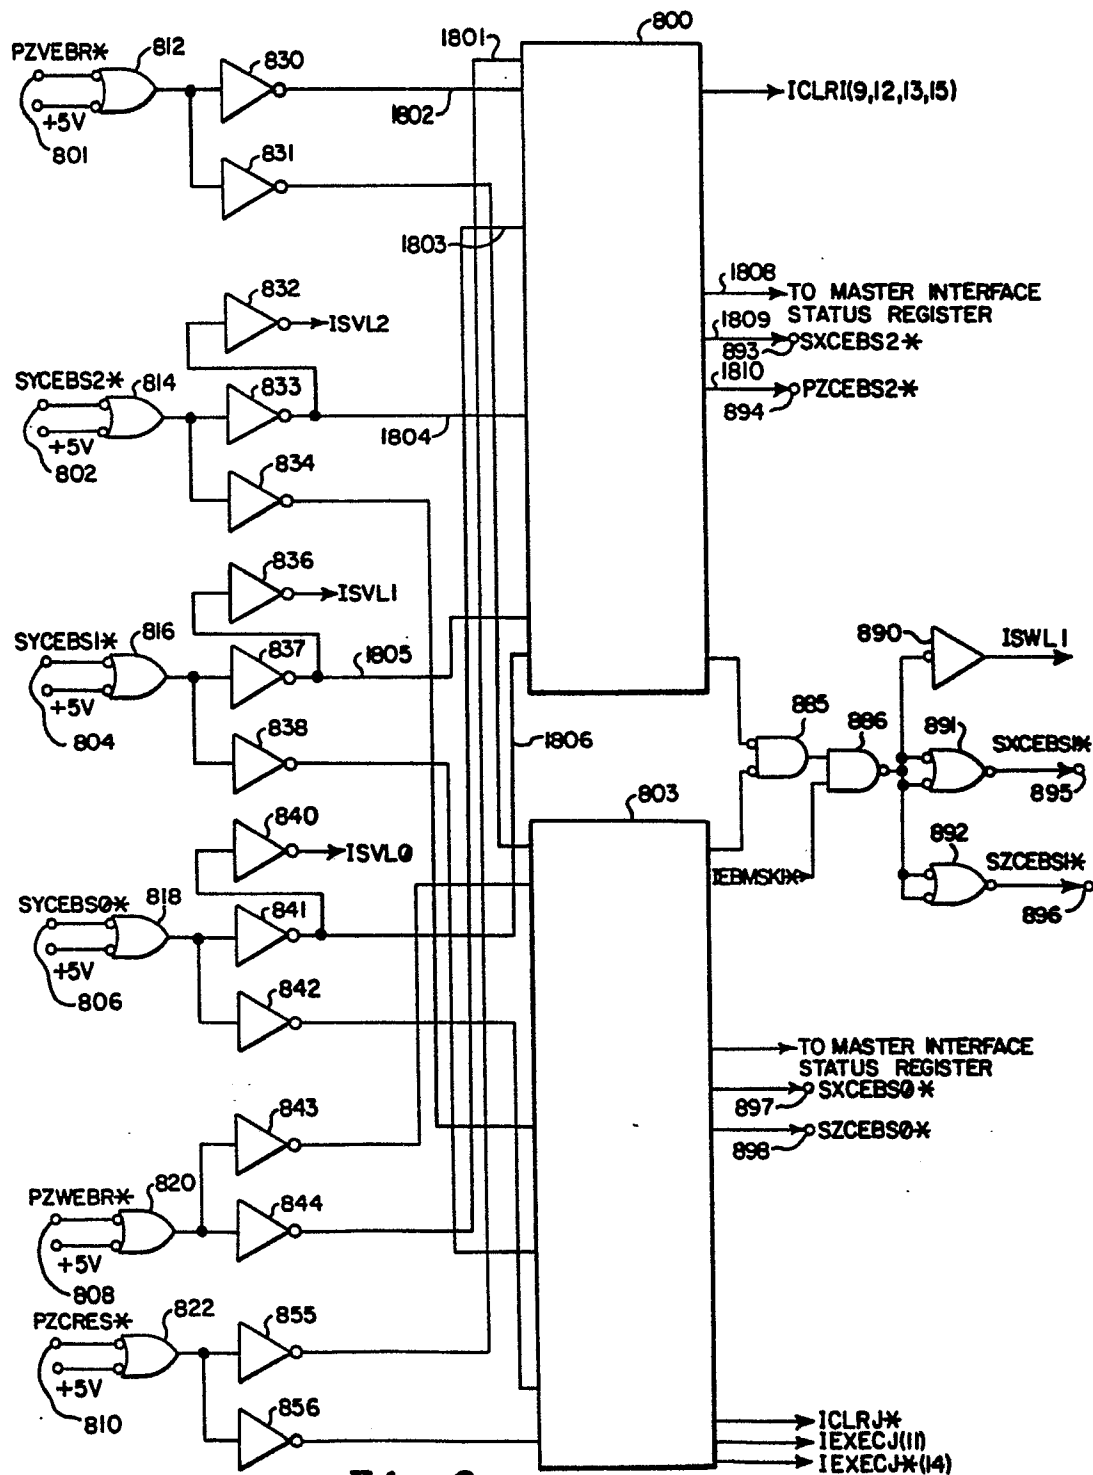 800
1801
PZVEBR*
812
830
ICLRI(9,12,13,15)
+5V
1802
801
831
1803
832
1808
TO MASTER INTERFACE
STATUS REGISTER
ISVL2
1809
893
SXCEBS2*
SYCEBS2*
814
833
1810
PZCEBS2*
894
1804
+5V
802
834
836
ISVL1
890
ISWL1
SYCEBS1*
816
837
1805
885
886
891
+5V
804
838
1806
SXCEBS1*
895
803
840
892
ISVL0
IEBMSK1*
SZCEBS1*
896
SYCEBS0*
818
841
+5V
806
842
TO MASTER INTERFACE
STATUS REGISTER
SXCEBS0*
897
843
SZCEBS0*
898
PZWEBR*
820
844
+5V
808
PZCRES*
822
855
+5V
810
856
ICLRJ*
IEXECJ(11)
IEXECJ*(14)